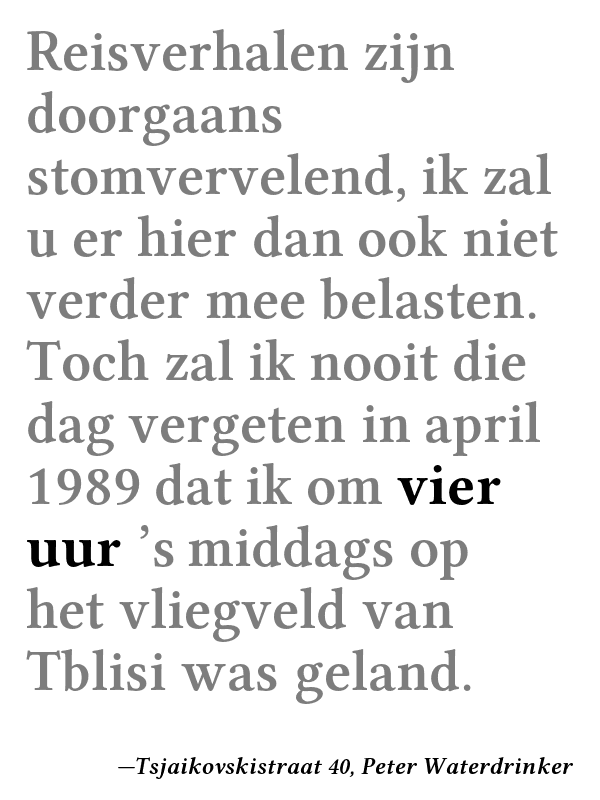 Reisverhalen zijn
doorgaans
stomvervelend, ik zal
u er hier dan ook niet
verder mee belasten.
Toch zal ik nooit die
dag vergeten in april
1989 dat ik om vier
uur ’s middags op
het vliegveld van
Tblisi was geland.
—Tsjaikovskistraat 40, Peter Waterdrinker